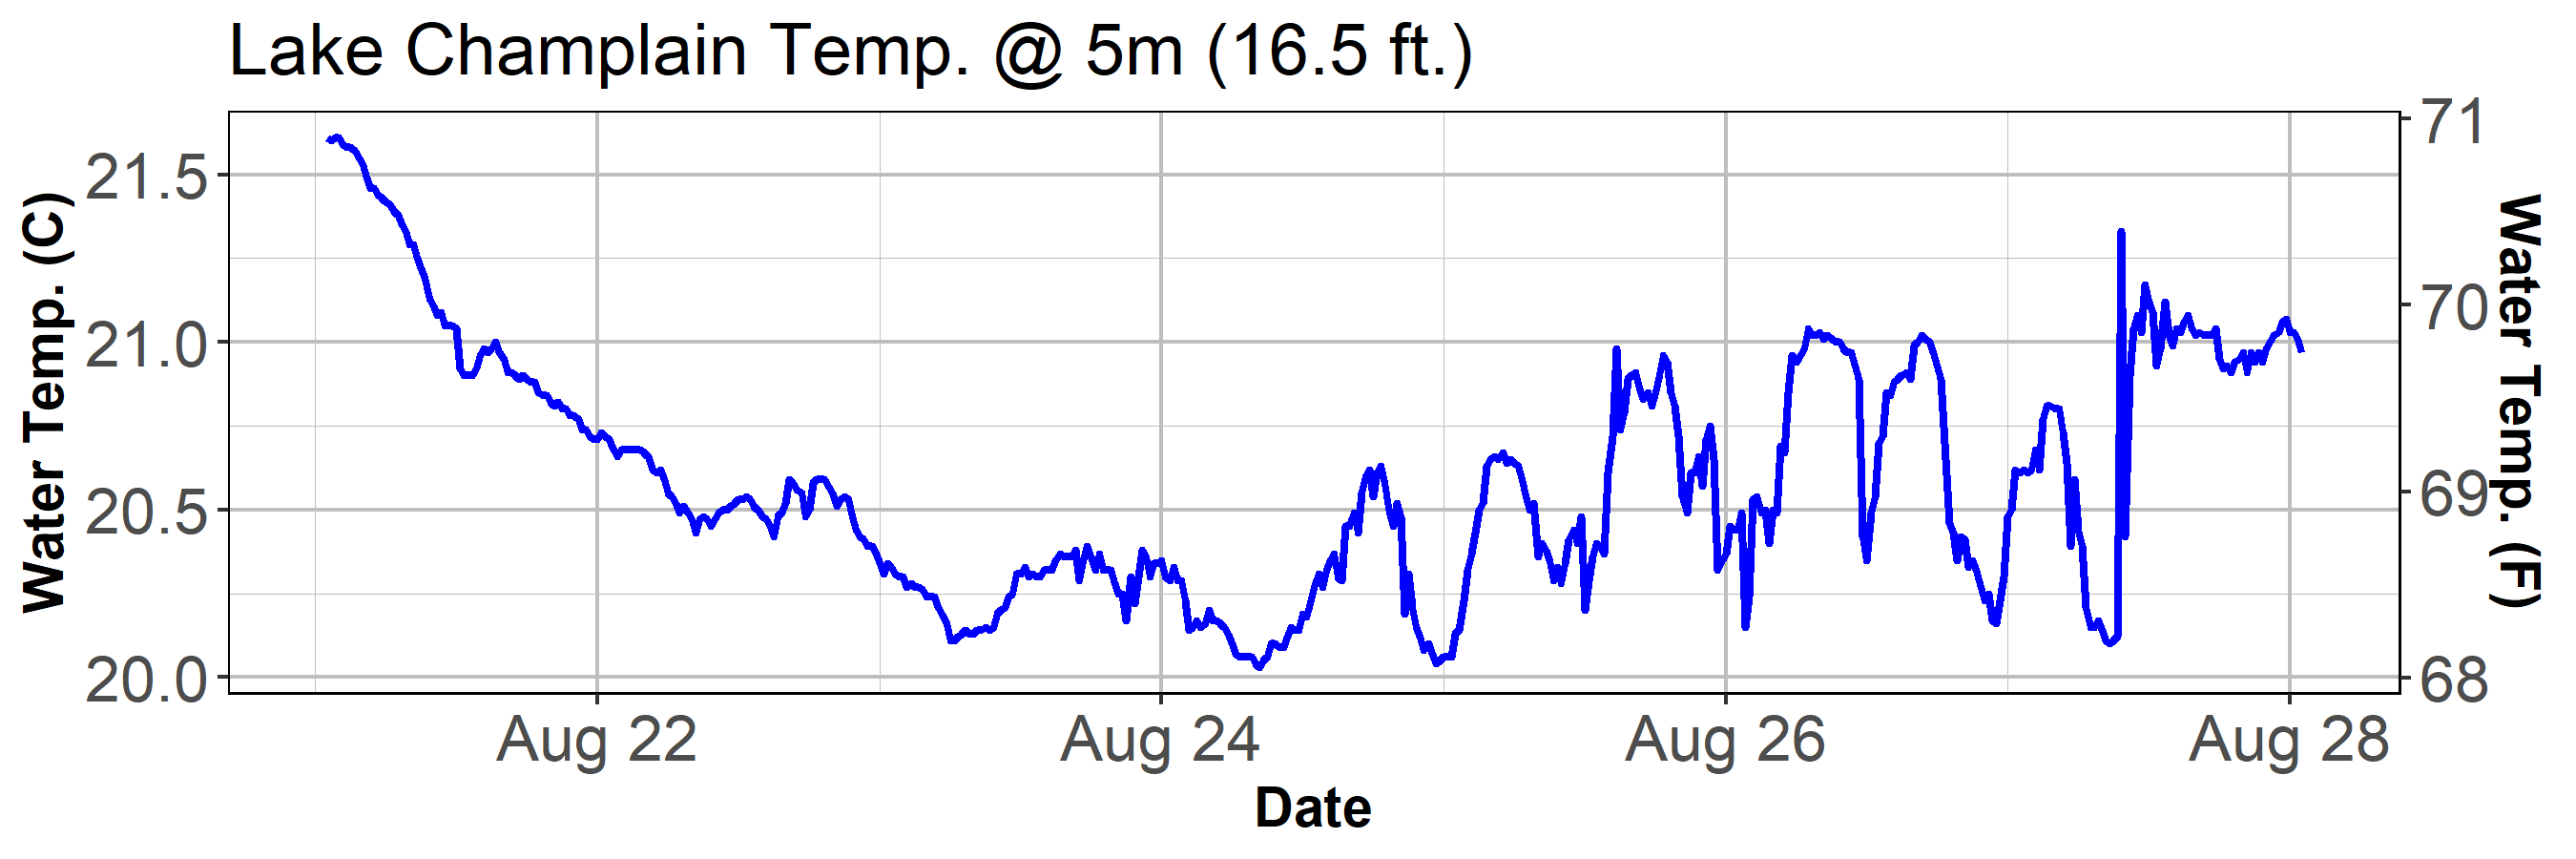 Lake Champlain Temp. @ 5m (16.5 ft.)
Water Temp. (C)
21.5
21.0
20.5
20.0
71
70
69
68
Water Temp. (F)
Aug 22 Aug 24 Aug 26 Aug 28
Date